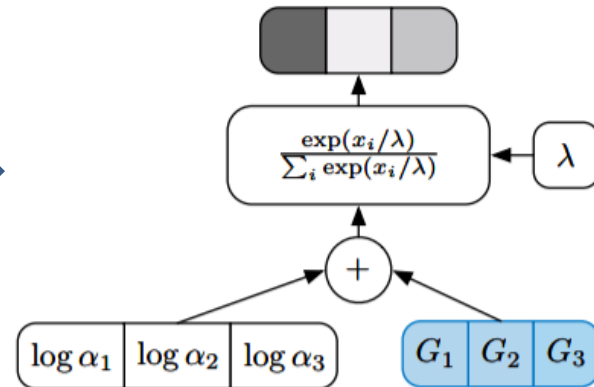 exp(x_i/λ)
∑_i exp(x_i/λ)
λ
+
log α_1 log α_2 log α_3
G_1 G_2 G_3